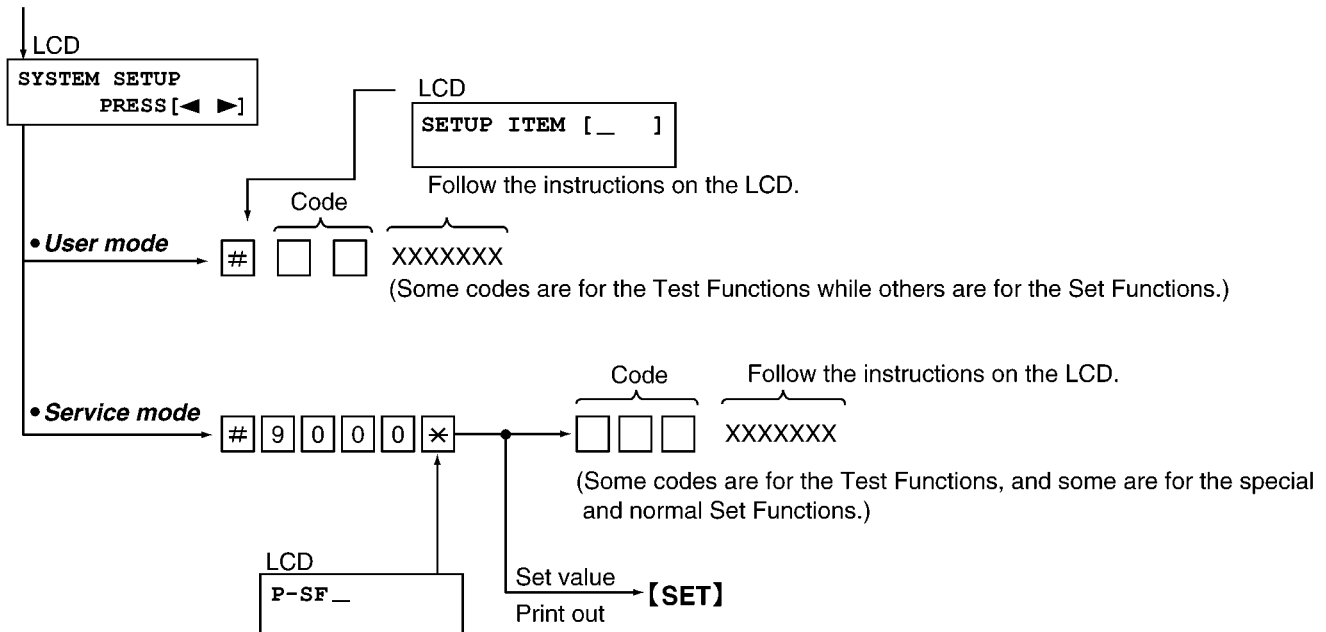 LCD
SYSTEM SETUP
PRESS[◀ ▶]
LCD
SETUP ITEM [_ ]
Follow the instructions on the LCD.
Code
• User mode
# □ □ XXXXXXX
(Some codes are for the Test Functions while others are for the Set Functions.)
Code
Follow the instructions on the LCD.
• Service mode
# 9 0 0 0 * □ □ □ XXXXXXX
(Some codes are for the Test Functions, and some are for the special
and normal Set Functions.)
LCD
P-SF_
Set value
Print out
【SET】